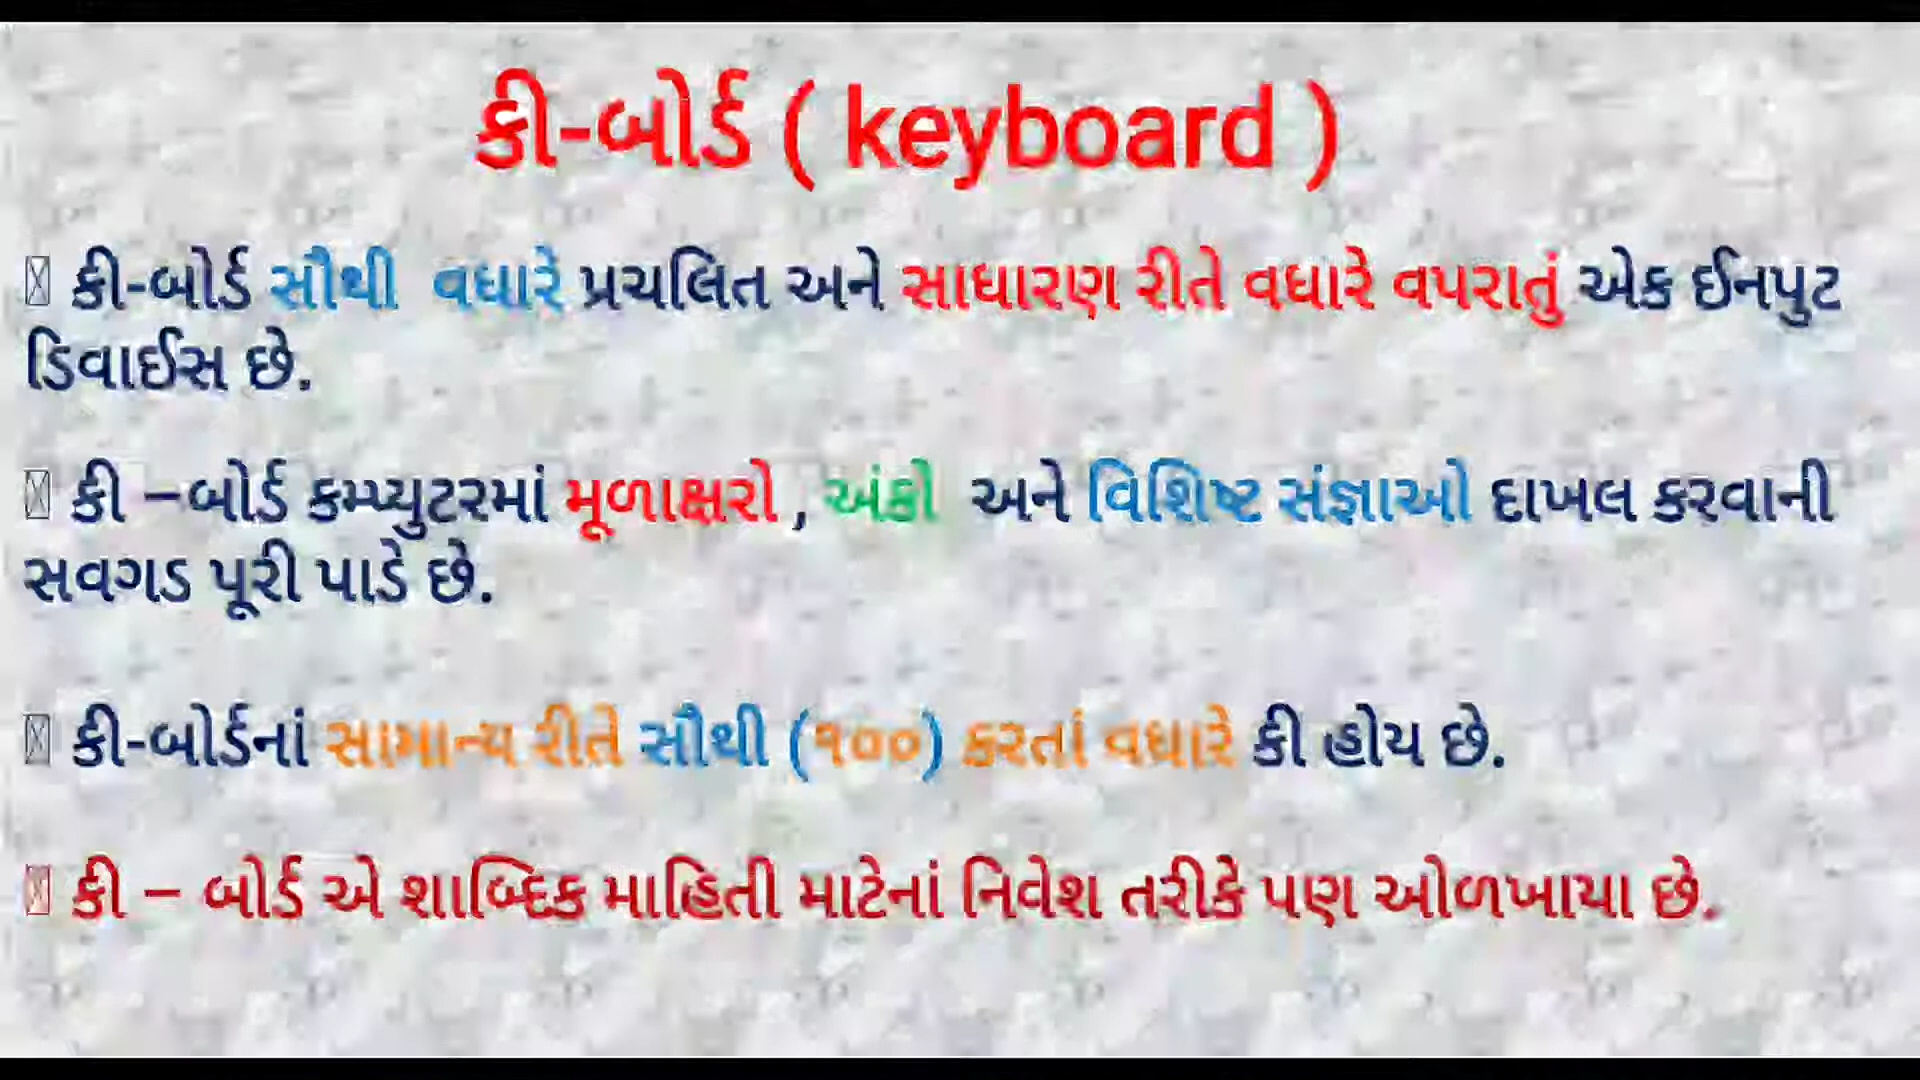 કી-બોર્ડ ( keyboard )
કી-બોર્ડ સૌથી વધારે પ્રચલિત અને સાધારણ રીતે વધારે વપરાતું એક ઈનપુટ
ડિવાઈસ છે.
કી –બોર્ડ કમ્પ્યુટરમાં મૂળાક્ષરો , અંકો અને વિશિષ્ટ સંજ્ઞાઓ દાખલ કરવાની
સવગડ પૂરી પાડે છે.
કી-બોર્ડનાં સામાન્ય રીતે સૌથી (૧૦૦) કરતાં વધારે કી હોય છે.
કી – બોર્ડ એ શાબ્દિક માહિતી માટેનાં નિવેશ તરીકે પણ ઓળખાયા છે.